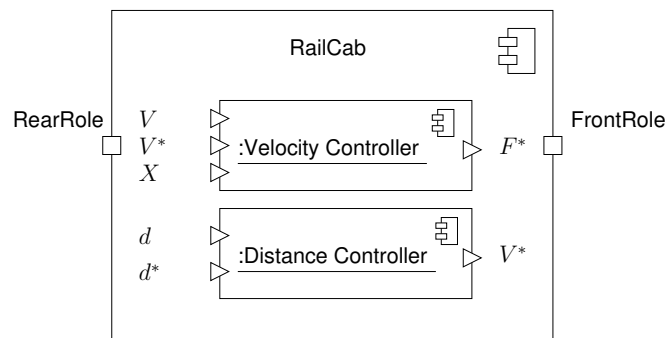 RailCab
RearRole
FrontRole
V
V*
X
:Velocity Controller
F*
d
d*
:Distance Controller
V*